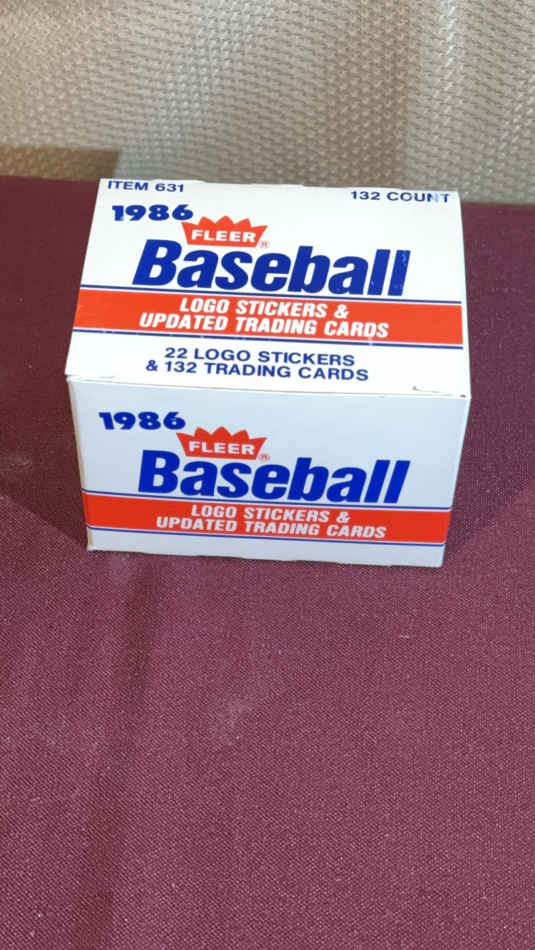 ITEM 631
132 COUNT
1986
FLEER®
Baseball
LOGO STICKERS &
UPDATED TRADING CARDS
22 LOGO STICKERS
& 132 TRADING CARDS
1986
FLEER®
Baseball
LOGO STICKERS &
UPDATED TRADING CARDS